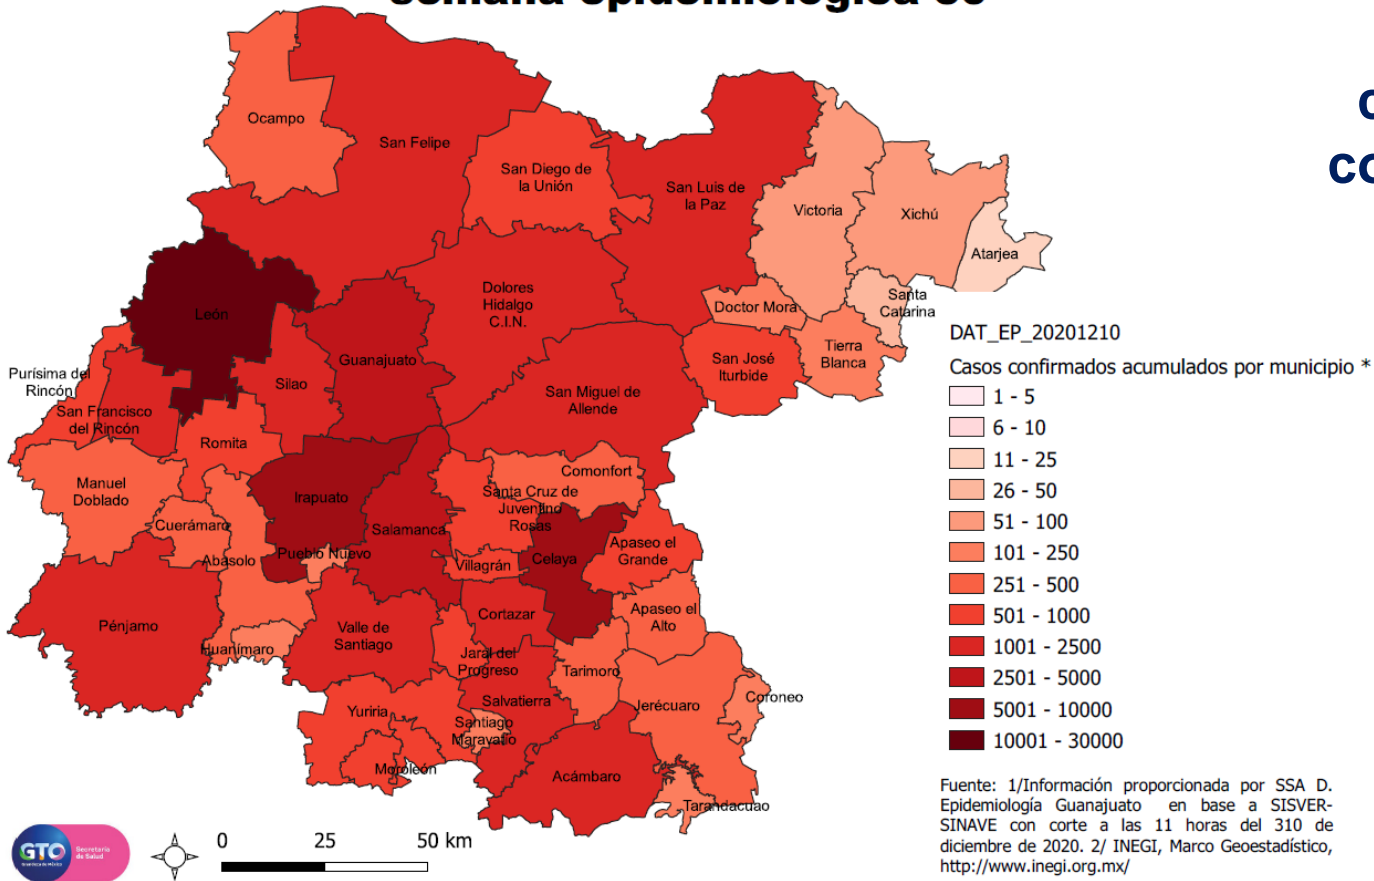 semana epidemiológica 50
c
co
Ocampo
San Felipe
San Diego de
la Unión
San Luis de
la Paz
Victoria
Xichú
Atarjea
León
Dolores
Hidalgo
C.I.N.
Doctor Mora
Santa
Catarina
Guanajuato
San José
Iturbide
Tierra
Blanca
Purísima del
Rincón
Silao
San Miguel de
Allende
San Francisco
del Rincón
Romita
Manuel
Doblado
Irapuato
Comonfort
Santa Cruz de
Juventino
Rosas
Cuerámaro
Salamanca
Abasolo
Pueblo Nuevo
Villagrán
Celaya
Apaseo el
Grande
Pénjamo
Valle de
Santiago
Cortazar
Apaseo el
Alto
Huanímaro
Jaral del
Progreso
Tarimoro
Yuriria
Salvatierra
Jerécuaro
Coroneo
Santiago
Maravatío
Moroleón
Acámbaro
Tarandacuao
DAT_EP_20201210
Casos confirmados acumulados por municipio *
1 - 5
6 - 10
11 - 25
26 - 50
51 - 100
101 - 250
251 - 500
501 - 1000
1001 - 2500
2501 - 5000
5001 - 10000
10001 - 30000
Fuente: 1/Información proporcionada por SSA D.
Epidemiología Guanajuato en base a SISVER-
SINAVE con corte a las 11 horas del 310 de
diciembre de 2020. 2/ INEGI, Marco Geoestadístico,
http://www.inegi.org.mx/
GTO
Secretaría
de Salud
0 25 50 km